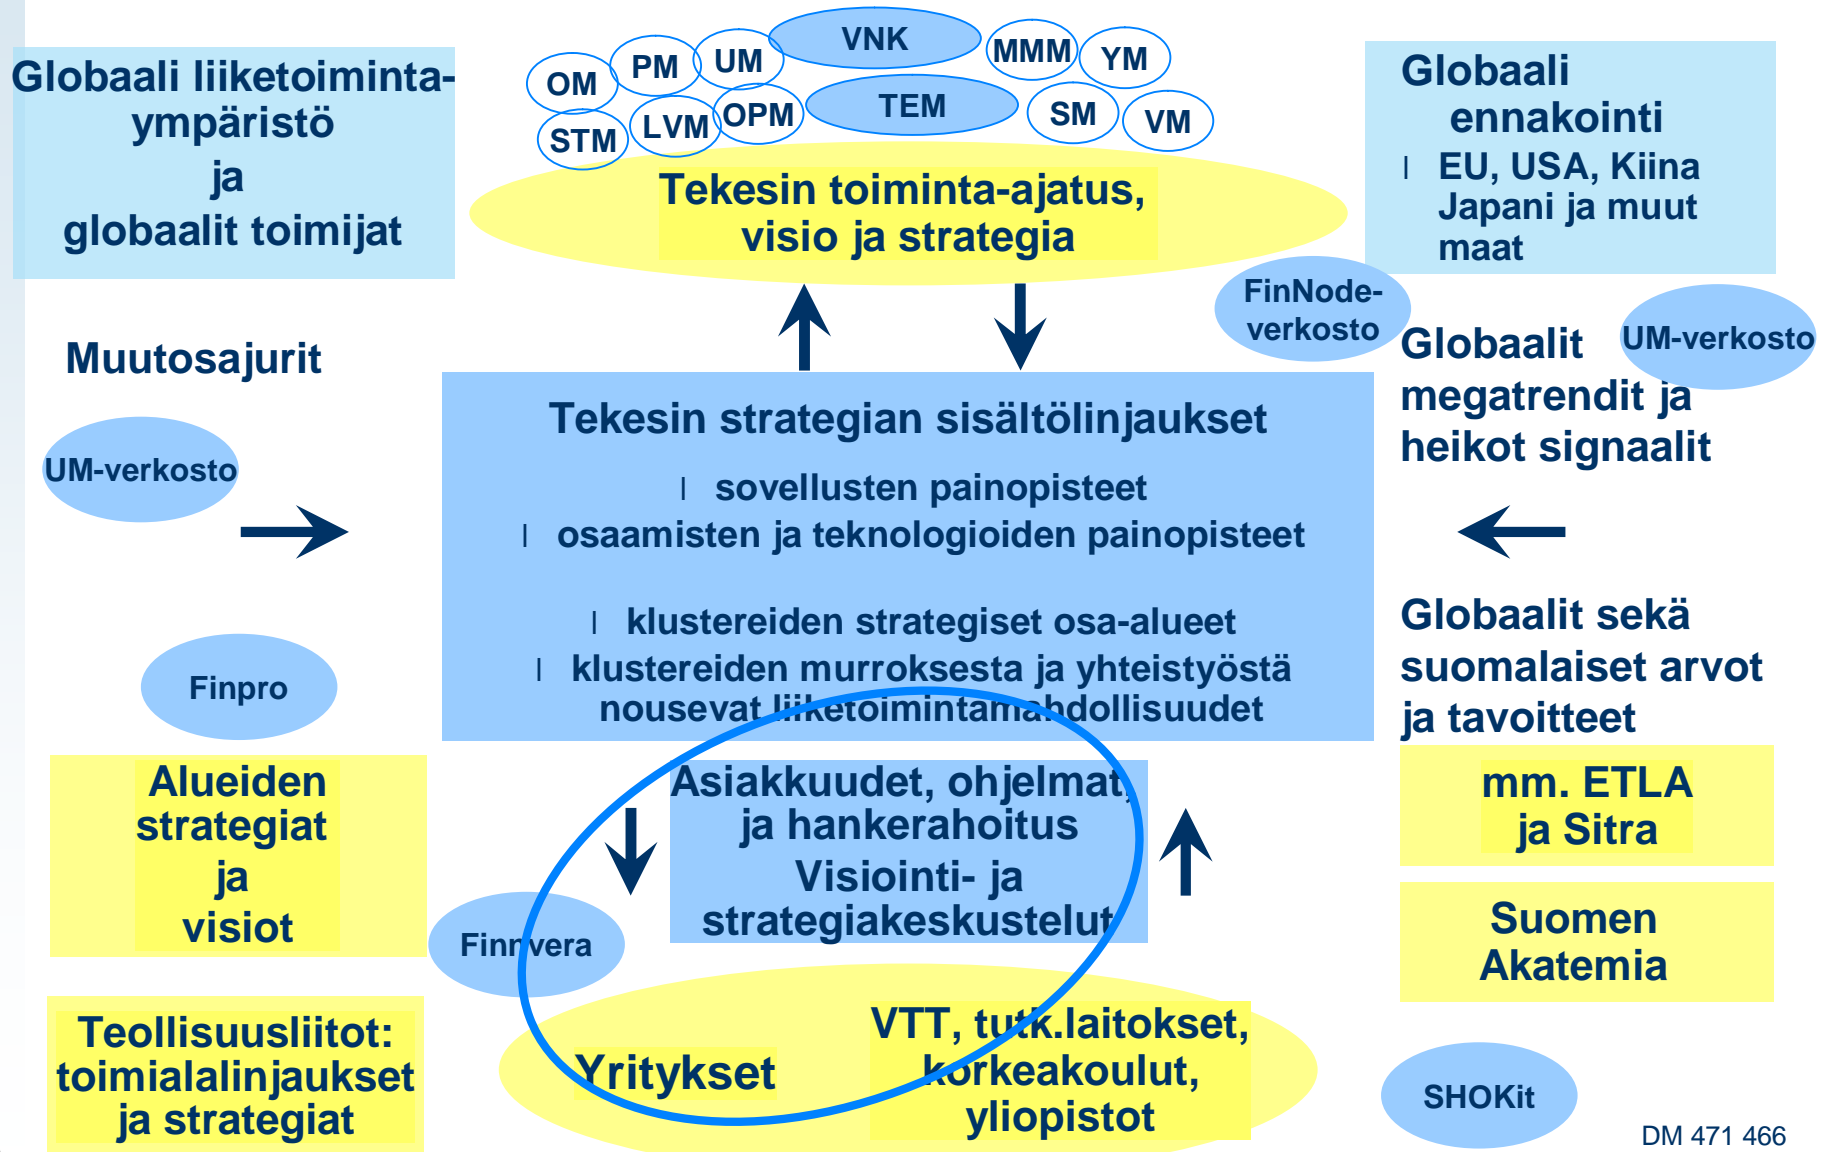 Globaali liiketoiminta-
ympäristö
ja
globaalit toimijat
OM
PM
UM
VNK
MMM
YM
STM
LVM
OPM
TEM
SM
VM
Tekesin toiminta-ajatus,
visio ja strategia
Globaali
ennakointi
l EU, USA, Kiina
Japani ja muut
maat
FinNode-
verkosto
UM-verkosto
Muutosajurit
Globaalit
megatrendit ja
heikot signaalit
UM-verkosto
Tekesin strategian sisältölinjaukset
l sovellusten painopisteet
l osaamisten ja teknologioiden painopisteet
l klustereiden strategiset osa-alueet
l klustereiden murroksesta ja yhteistyöstä
nousevat liiketoimintamahdollisuudet
Globaalit sekä
suomalaiset arvot
ja tavoitteet
Finpro
Alueiden
strategiat
ja
visiot
Asiakkuudet, ohjelmat,
ja hankerahoitus
Visiointi- ja
strategiakeskustelut
mm. ETLA
ja Sitra
Suomen
Akatemia
Finnvera
Teollisuusliitot:
toimialalinjaukset
ja strategiat
Yritykset
VTT, tutk.laitokset,
korkeakoulut,
yliopistot
SHOKit
DM 471 466